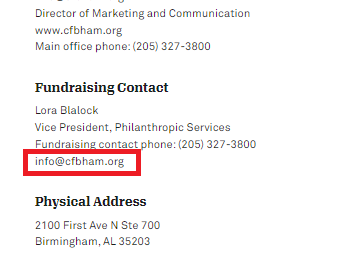 Director of Marketing and Communication
www.cfbham.org
Main office phone: (205) 327-3800
Fundraising Contact
Lora Blalock
Vice President, Philanthropic Services
Fundraising contact phone: (205) 327-3800
info@cfbham.org
Physical Address
2100 First Ave N Ste 700
Birmingham, AL 35203